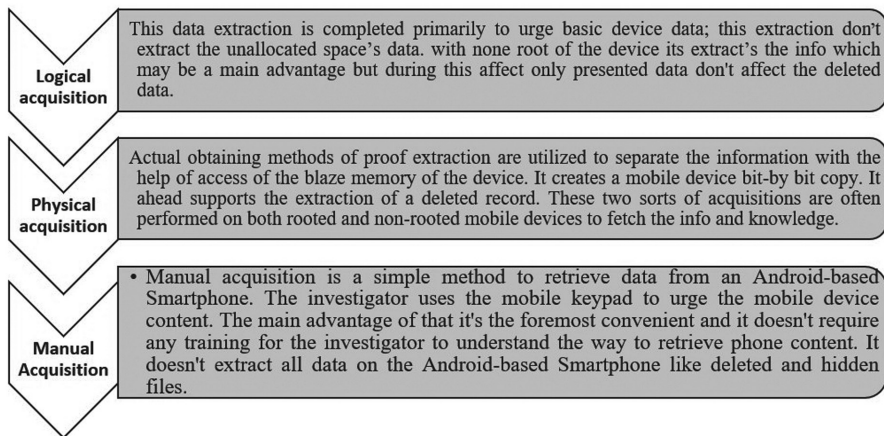 Logical
acquisition
This data extraction is completed primarily to urge basic device data; this extraction don't
extract the unallocated space's data. with none root of the device its extract's the info which
may be a main advantage but during this affect only presented data don't affect the deleted
data.
Physical
acquisition
Actual obtaining methods of proof extraction are utilized to separate the information with the
help of access of the blaze memory of the device. It creates a mobile device bit-by bit copy. It
ahead supports the extraction of a deleted record. These two sorts of acquisitions are often
performed on both rooted and non-rooted mobile devices to fetch the info and knowledge.
Manual
Acquisition
• Manual acquisition is a simple method to retrieve data from an Android-based
Smartphone. The investigator uses the mobile keypad to urge the mobile device
content. The main advantage of that it's the foremost convenient and it doesn't require
any training for the investigator to understand the way to retrieve phone content. It
doesn't extract all data on the Android-based Smartphone like deleted and hidden
files.